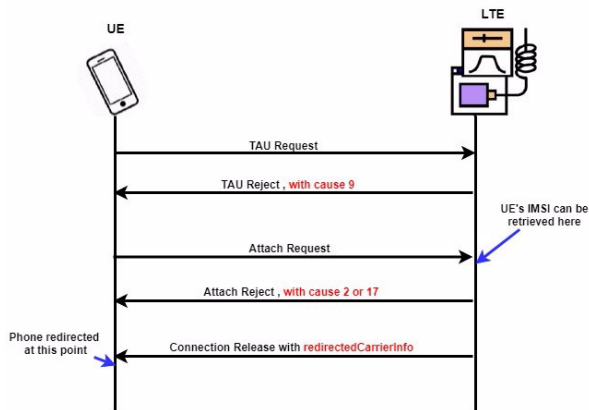 UE
LTE
TAU Request
TAU Reject , with cause 9
UE's IMSI can be
retrieved here
Attach Request
Attach Reject , with cause 2 or 17
Phone redirected
at this point
Connection Release with redirectedCarrierInfo